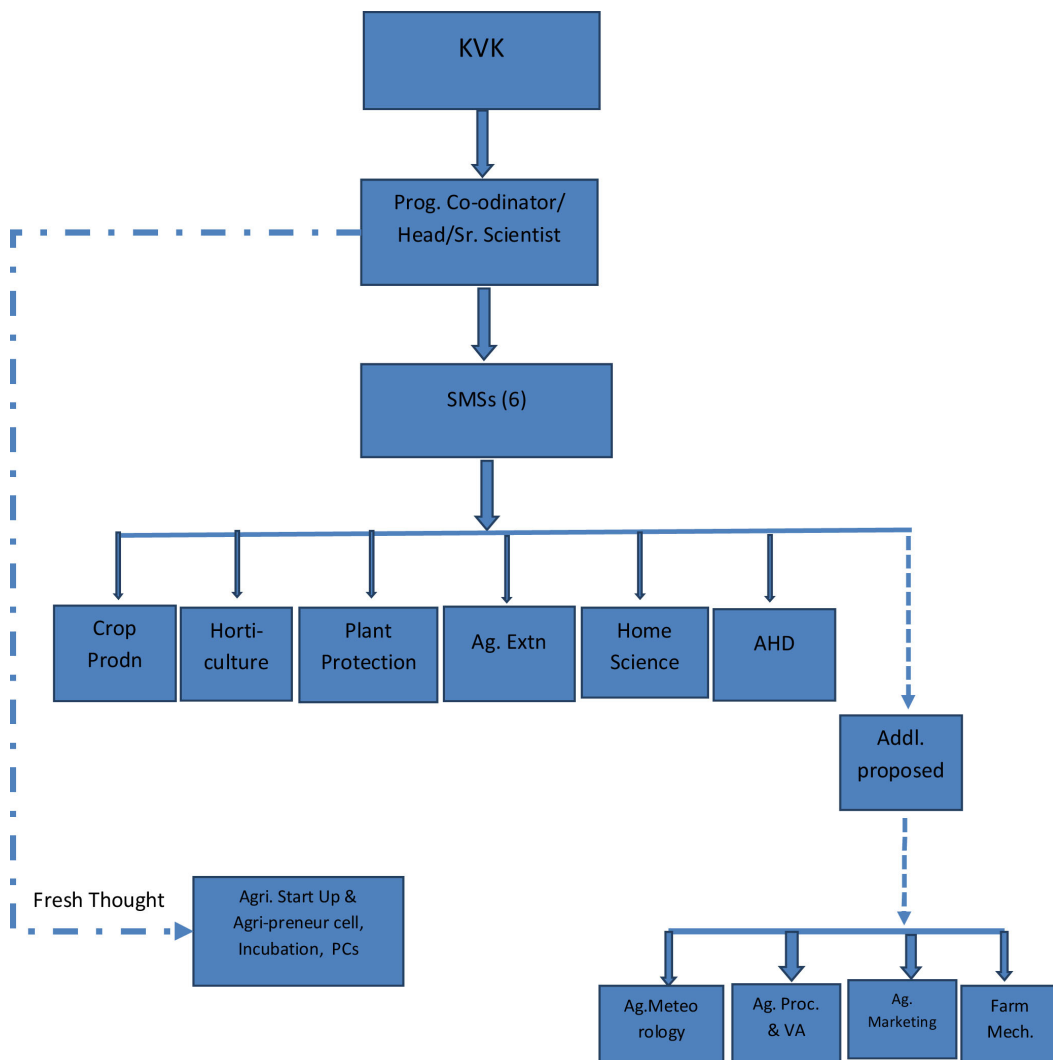 KVK
Prog. Co-odinator/
Head/Sr. Scientist
SMSs (6)
Crop
Prodn
Horti-
culture
Plant
Protection
Ag. Extn
Home
Science
AHD
Addl.
proposed
Fresh Thought
Agri. Start Up &
Agri-preneur cell,
Incubation, PCs
Ag.Meteo
rology
Ag. Proc.
& VA
Ag.
Marketing
Farm
Mech.